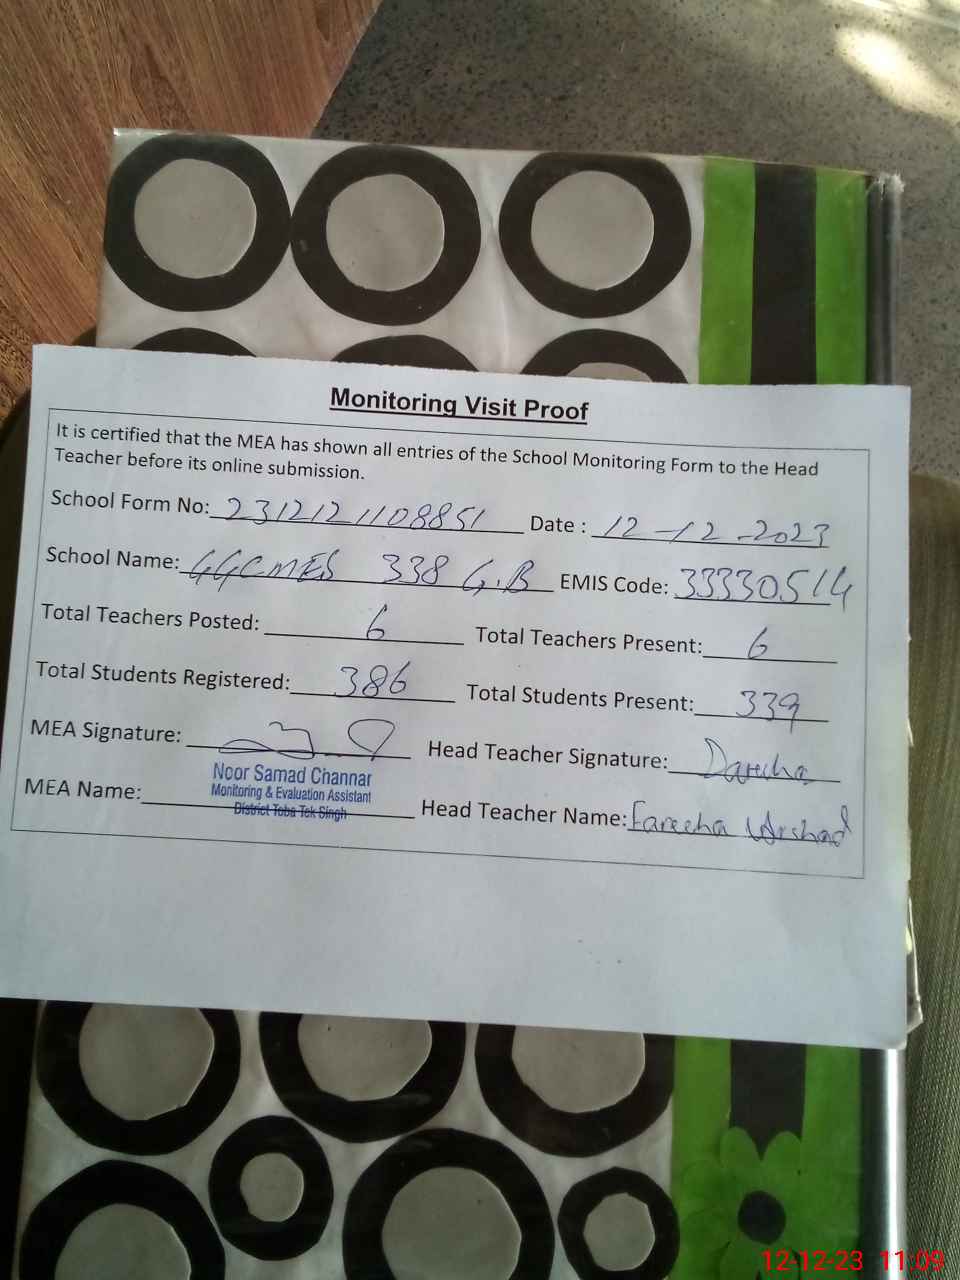 Monitoring Visit Proof
It is certified that the MEA has shown all entries of the School Monitoring Form to the Head
Teacher before its online submission.
School Form No: 2312121108851 Date : 12-12-2023
School Name: GGCMES 338 G.B EMIS Code: 33330514
Total Teachers Posted: 6 Total Teachers Present: 6
Total Students Registered: 386 Total Students Present: 339
MEA Signature: Head Teacher Signature:
Noor Samad Channar
Monitoring & Evaluation Assistant
District Toba Tek Singh
MEA Name: Head Teacher Name: Fareeha Arshad
12-12-23 11:09